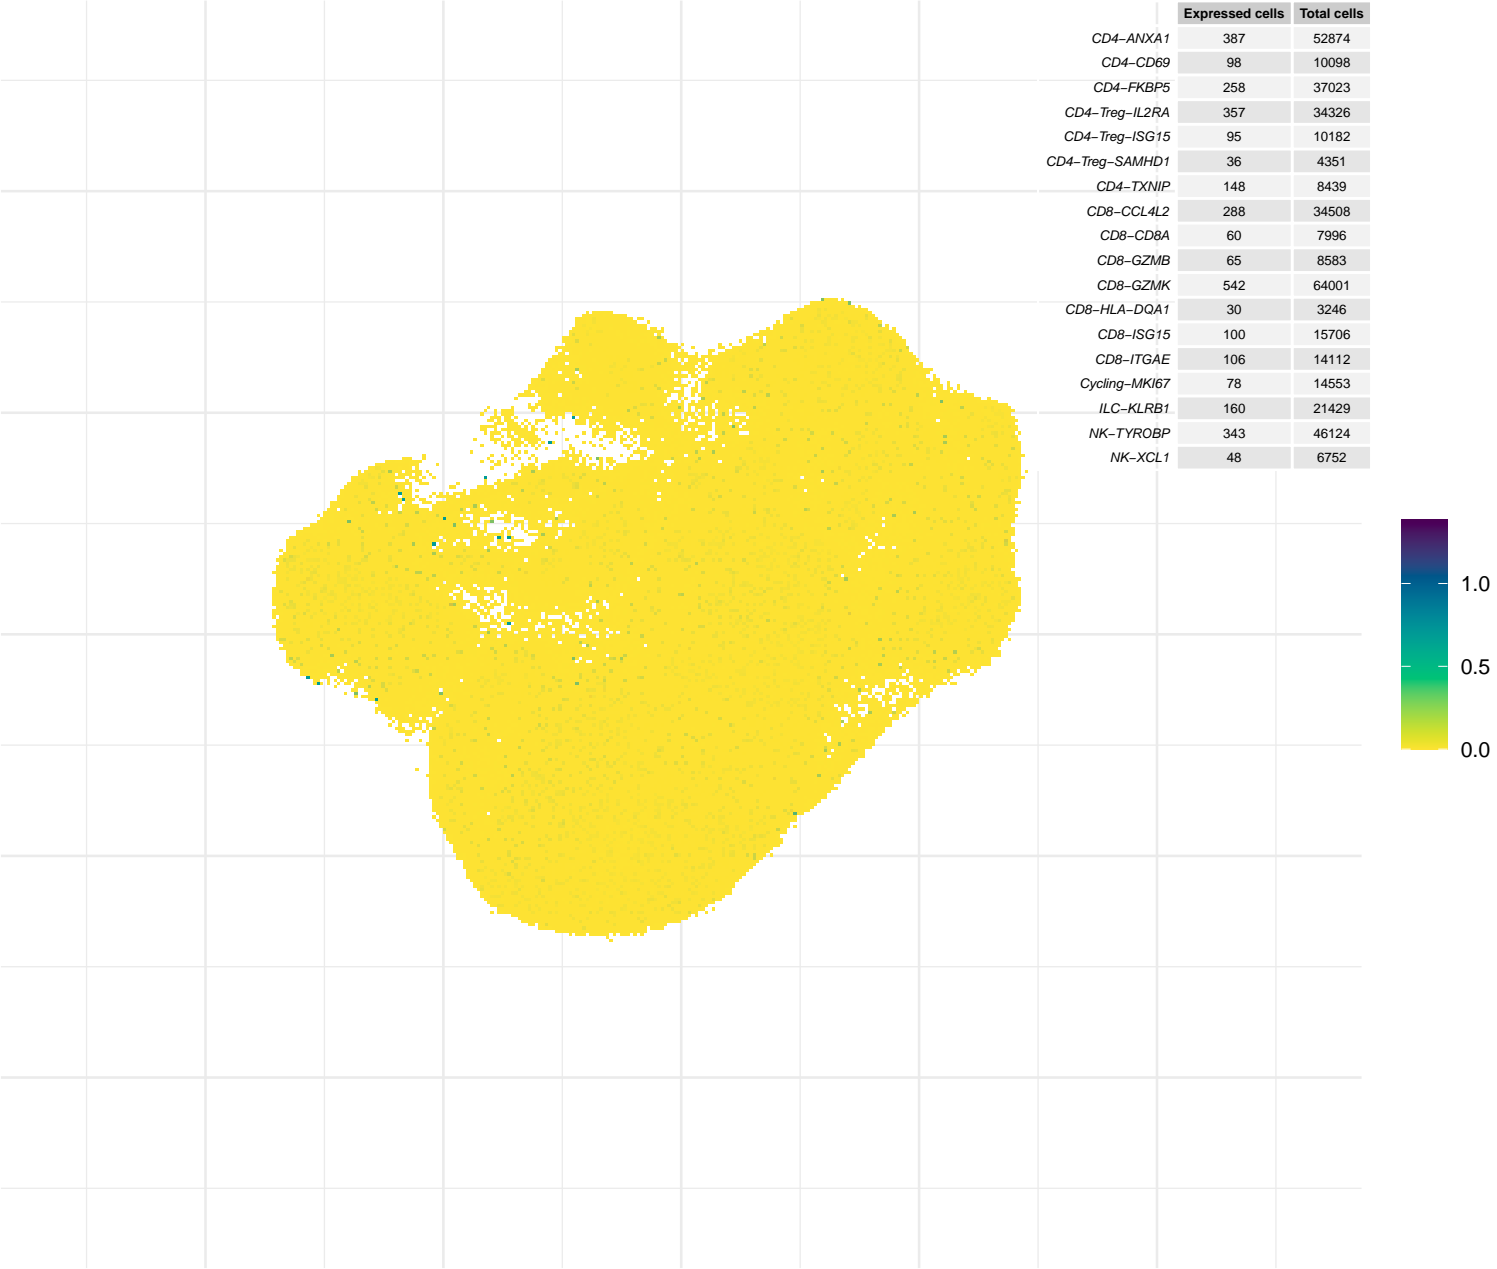 Expressed cells Total cells
CD4−ANXA1 387 52874
CD4−CD69 98 10098
CD4−FKBP5 258 37023
CD4−Treg−IL2RA 357 34326
CD4−Treg−ISG15 95 10182
CD4−Treg−SAMHD1 36 4351
CD4−TXNIP 148 8439
CD8−CCL4L2 288 34508
CD8−CD8A 60 7996
CD8−GZMB 65 8583
CD8−GZMK 542 64001
CD8−HLA−DQA1 30 3246
CD8−ISG15 100 15706
CD8−ITGAE 106 14112
Cycling−MKI67 78 14553
ILC−KLRB1 160 21429
NK−TYROBP 343 46124
NK−XCL1 48 6752
1.0
0.5
0.0